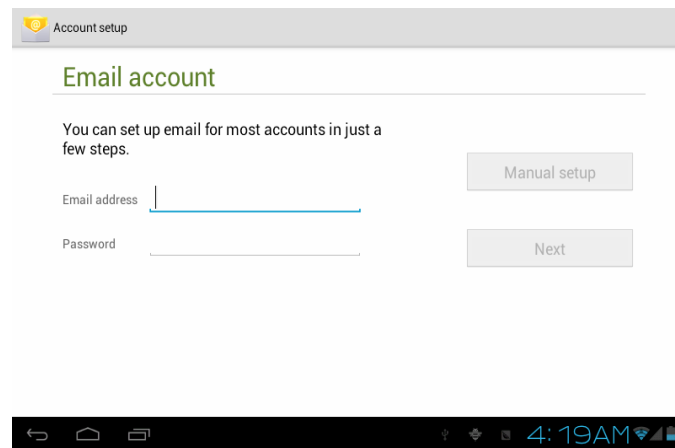 Account setup
Email account
You can set up email for most accounts in just a
few steps.
Manual setup
Email address
Password
Next
4:19AM